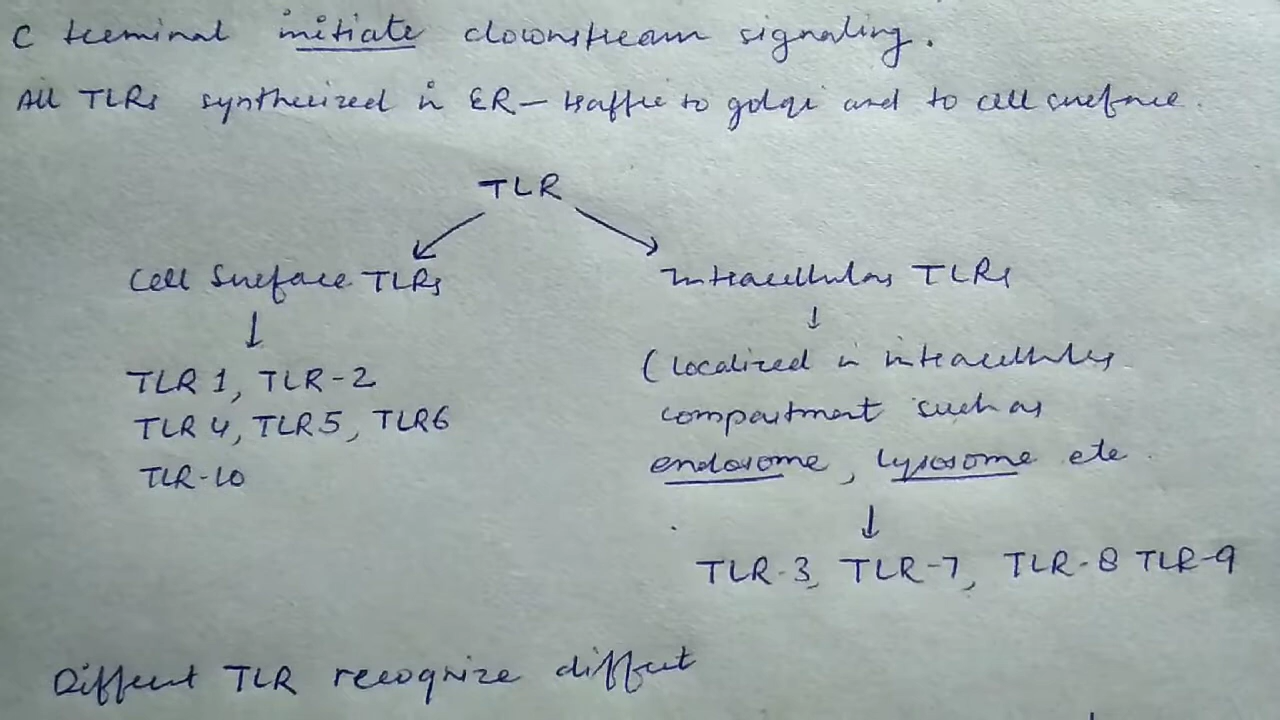 C terminal initiate downstream signaling.
All TLRs synthesized in ER - traffic to golgi and to cell surface.
TLR
Cell Surface TLRs
Intracellular TLRs
TLR 1, TLR-2
TLR 4, TLR5, TLR6
TLR-10
(localized in intracellular
compartment such as
endosome, lysosome etc.
TLR-3, TLR-7, TLR-8 TLR-9
Different TLR recognize different